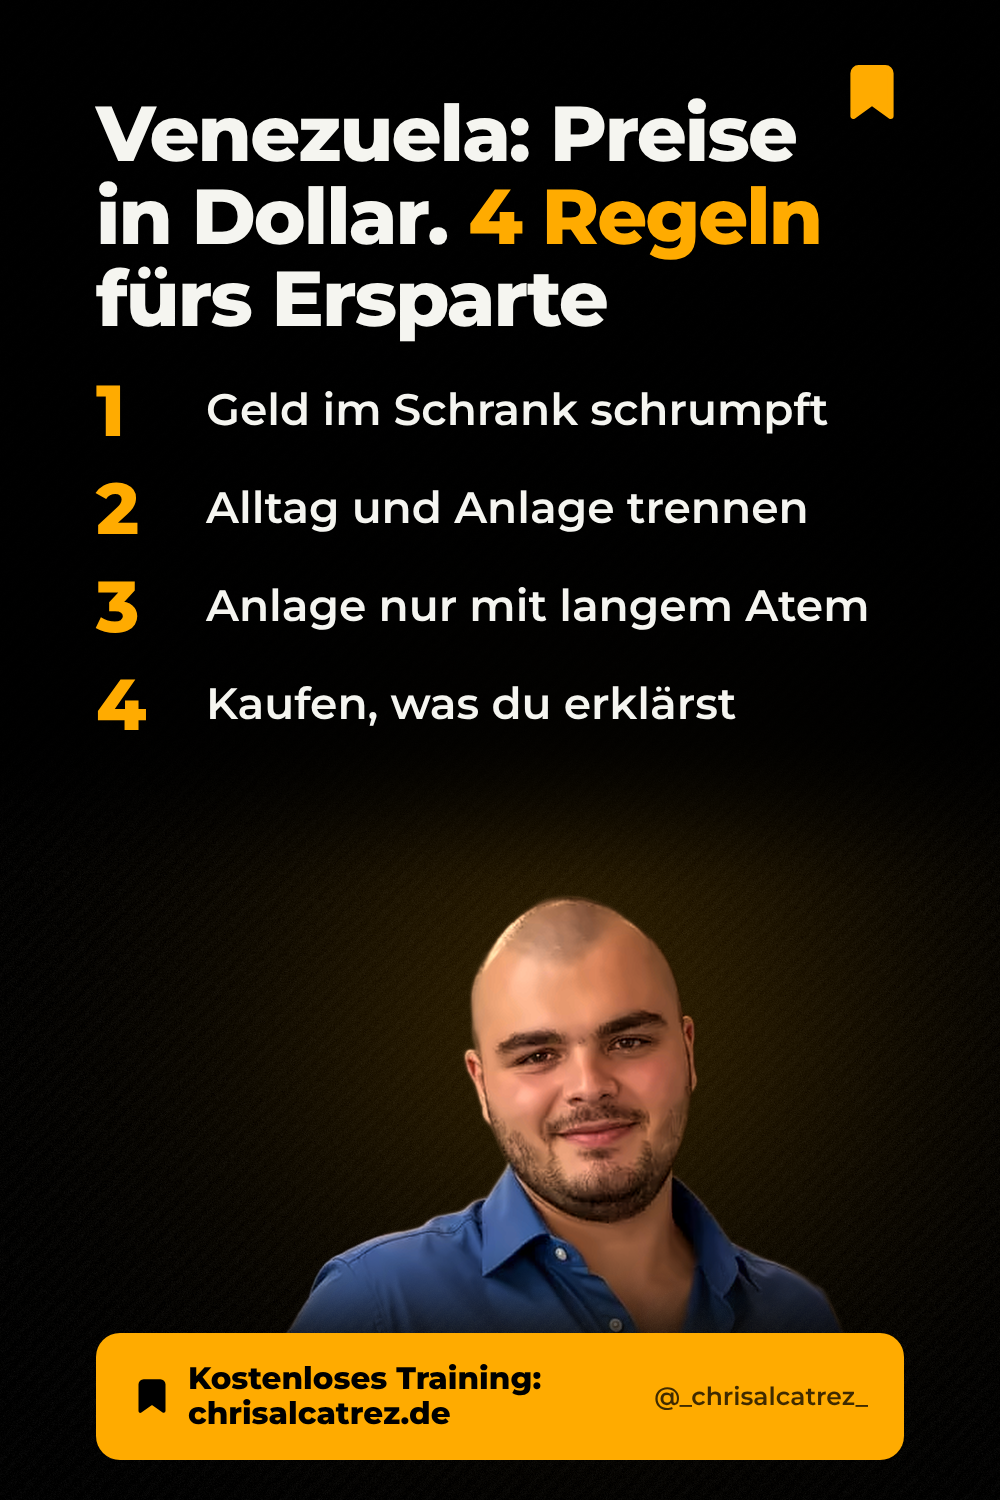 Venezuela: Preise
in Dollar. 4 Regeln
fürs Ersparte
1 Geld im Schrank schrumpft
2 Alltag und Anlage trennen
3 Anlage nur mit langem Atem
4 Kaufen, was du erklärst
Kostenloses Training:
chrisalcatrez.de
@_chrisalcatrez_